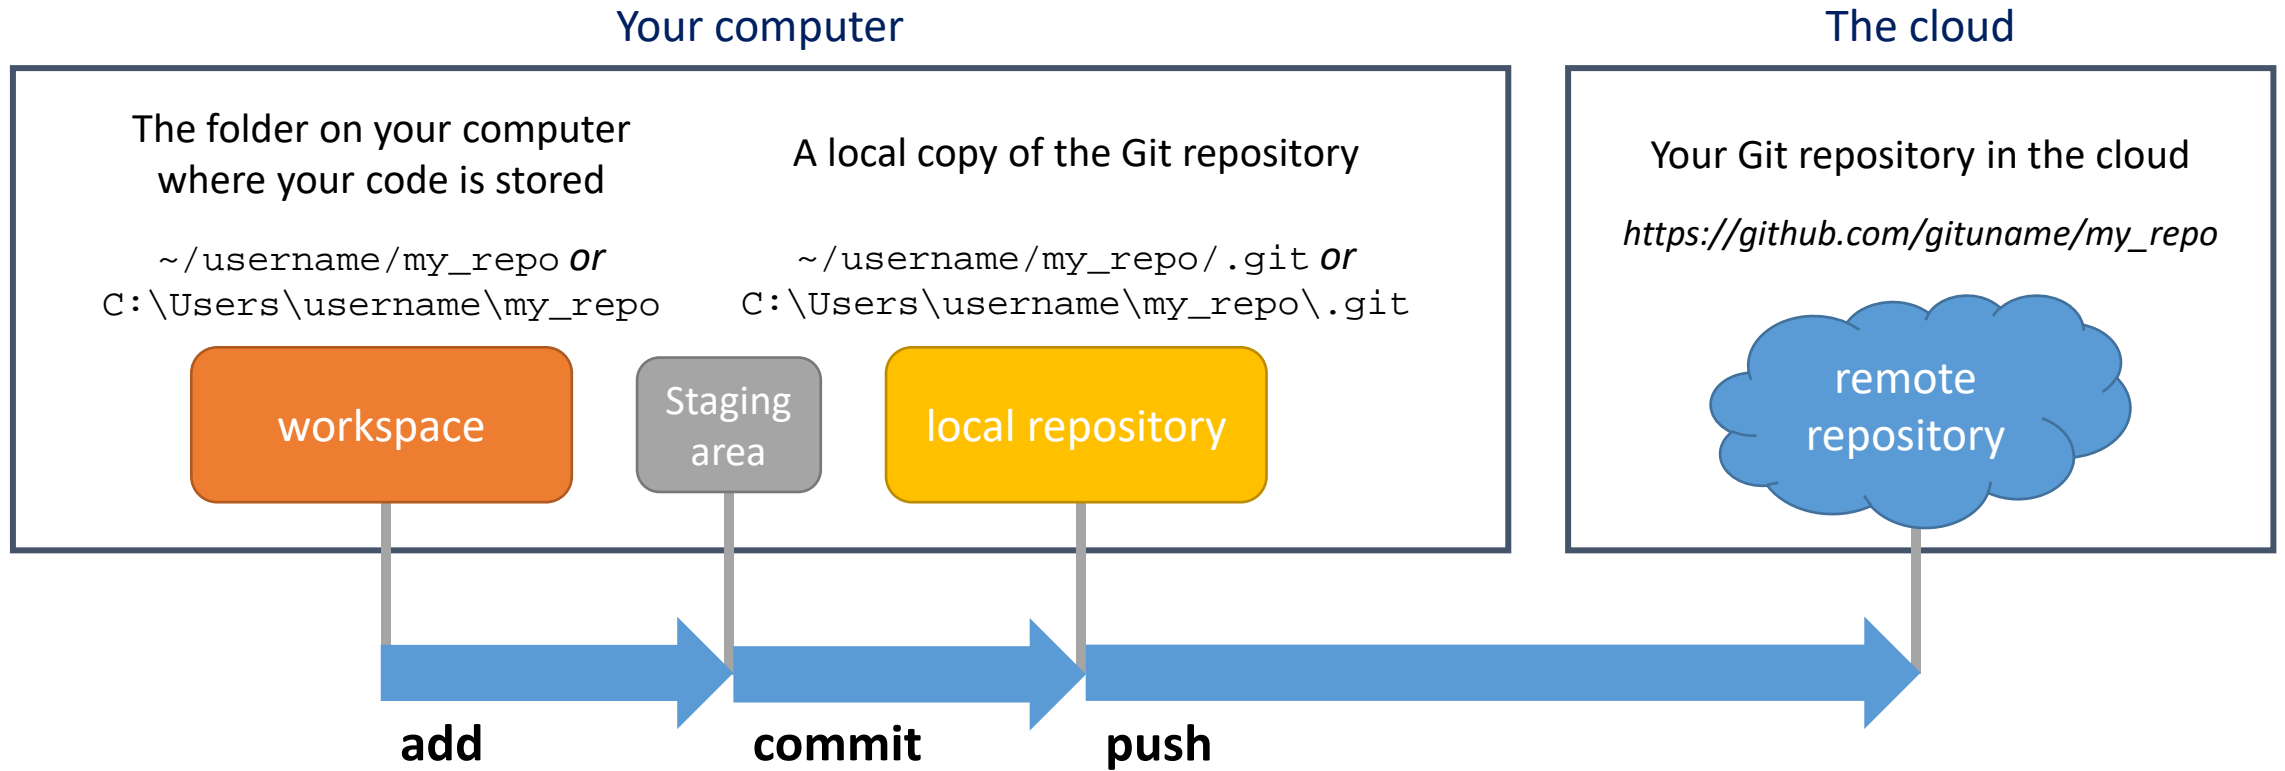 Your computer
The cloud
The folder on your computer
where your code is stored
~/username/my_repo or
C:\Users\username\my_repo
A local copy of the Git repository
~/username/my_repo/.git or
C:\Users\username\my_repo\.git
Your Git repository in the cloud
https://github.com/gituname/my_repo
workspace
Staging
area
local repository
remote
repository
add
commit
push